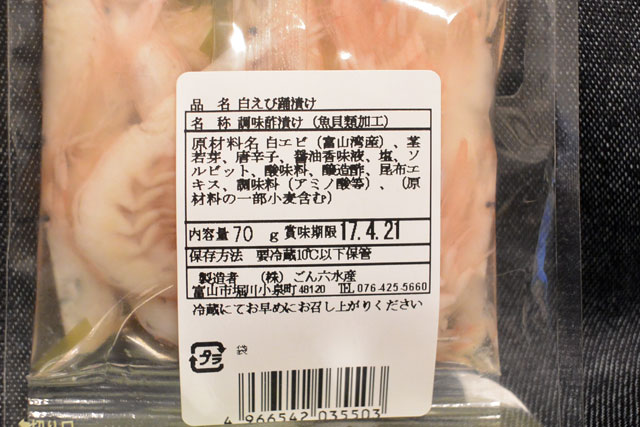 品 名 白えび踊漬け
名 称 調味酢漬け（魚貝類加工）
原材料名 白エビ（富山湾産）、茎
若芽、唐辛子、醤油香味液、塩、ソ
ルビット、酸味料、醸造酢、昆布エ
キス、調味料（アミノ酸等）、（原
材料の一部小麦含む）
内容量70 g 賞味期限 17.4.21
保存方法 要冷蔵10℃以下保管
製造者 （株）ごん六水産
富山市堀川小泉町48120 TEL 076-425-5660
冷蔵にてお早めにお召し上がりください
プラ
袋
4 966542 035503
切り口